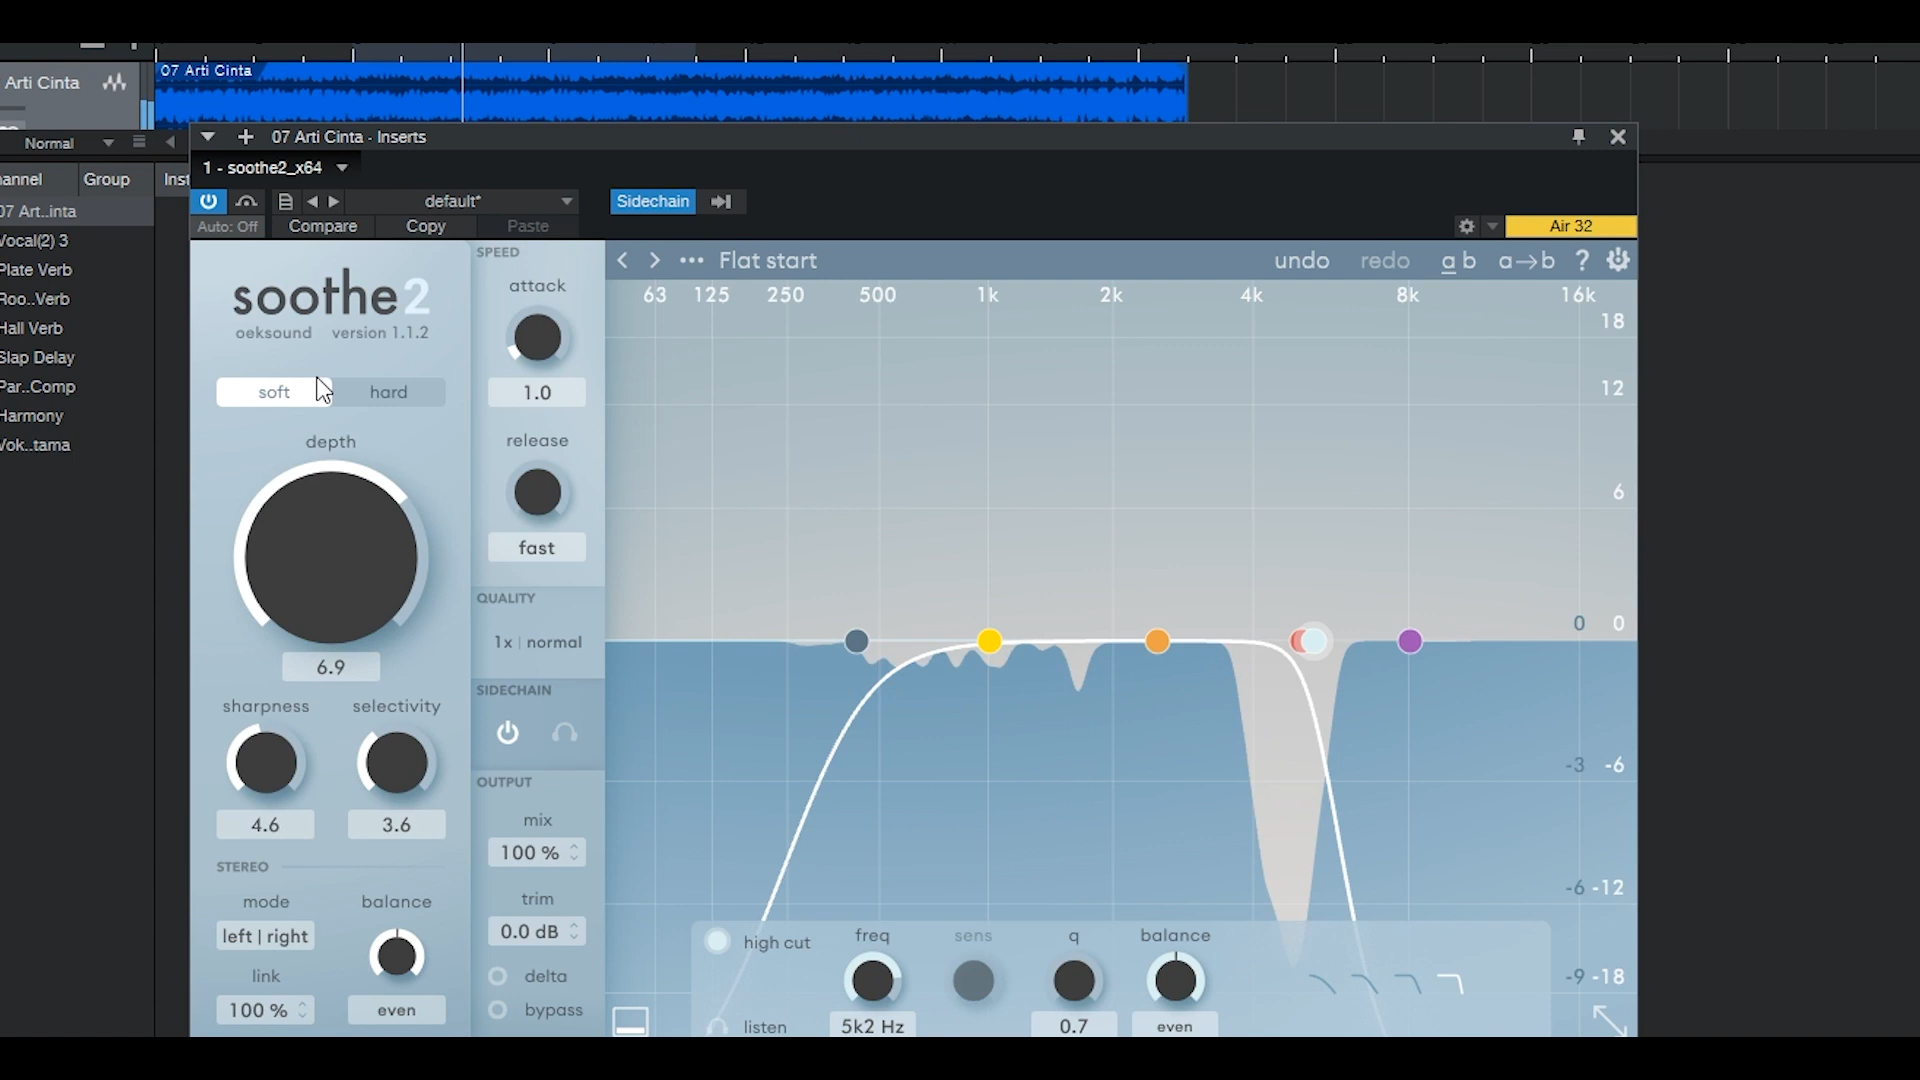 07 Arti Cinta
Arti Cinta
Normal
07 Arti Cinta - Inserts
1 - soothe2_x64
annel Group Inst
default* Sidechain
Auto: Off Compare Copy Paste Air 32
07 Art..inta
Vocal(2) 3
Plate Verb
Roo..Verb
Hall Verb
Slap Delay
Par..Comp
Harmony
Vok..tama
soothe2
oeksound version 1.1.2
soft hard
depth
6.9
sharpness selectivity
4.6 3.6
STEREO
mode balance
left | right
link
100 % even
SPEED
attack
1.0
release
fast
QUALITY
1x | normal
SIDECHAIN
OUTPUT
mix
100 %
trim
0.0 dB
delta
bypass
Flat start undo redo a b a→b ?
63 125 250 500 1k 2k 4k 8k 16k
18
12
6
0 0
-3 -6
-6 -12
-9 -18
high cut freq sens q balance
listen 5k2 Hz 0.7 even